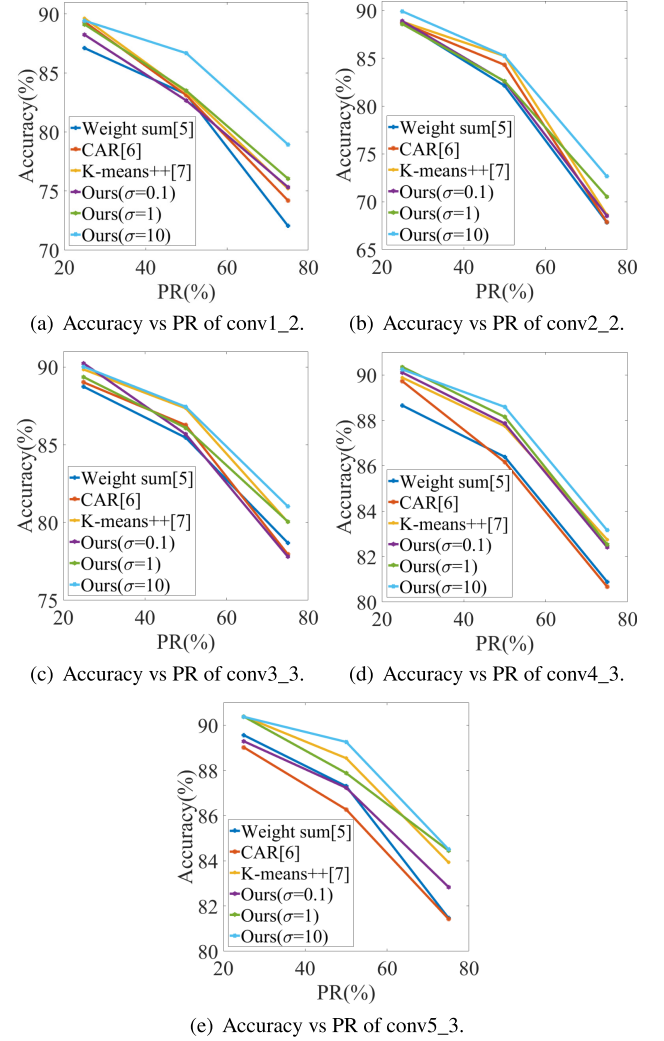 90
85
80
75
70
Accuracy(%)
Weight sum[5]
CAR[6]
K-means++[7]
Ours(σ=0.1)
Ours(σ=1)
Ours(σ=10)
20 40 60 80
PR(%)
(a) Accuracy vs PR of conv1_2.
90
85
80
75
70
65
Accuracy(%)
Weight sum[5]
CAR[6]
K-means++[7]
Ours(σ=0.1)
Ours(σ=1)
Ours(σ=10)
20 40 60 80
PR(%)
(b) Accuracy vs PR of conv2_2.
90
85
80
75
Accuracy(%)
Weight sum[5]
CAR[6]
K-means++[7]
Ours(σ=0.1)
Ours(σ=1)
Ours(σ=10)
20 40 60 80
PR(%)
(c) Accuracy vs PR of conv3_3.
90
88
86
84
82
80
Accuracy(%)
Weight sum[5]
CAR[6]
K-means++[7]
Ours(σ=0.1)
Ours(σ=1)
Ours(σ=10)
20 40 60 80
PR(%)
(d) Accuracy vs PR of conv4_3.
90
88
86
84
82
80
Accuracy(%)
Weight sum[5]
CAR[6]
K-means++[7]
Ours(σ=0.1)
Ours(σ=1)
Ours(σ=10)
20 40 60 80
PR(%)
(e) Accuracy vs PR of conv5_3.